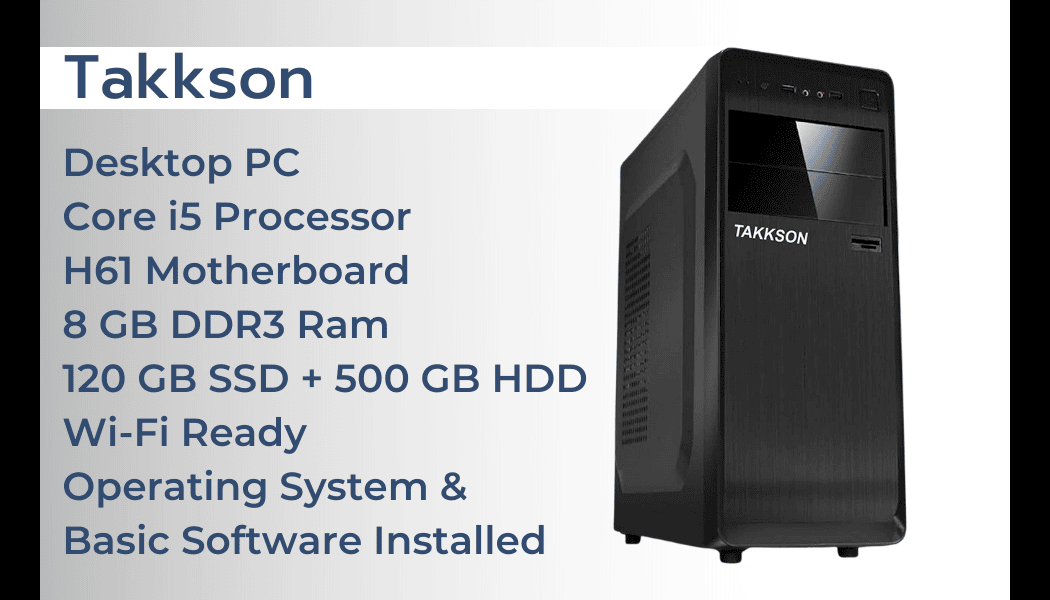 Takkson
Desktop PC
Core i5 Processor
H61 Motherboard
8 GB DDR3 Ram
120 GB SSD + 500 GB HDD
Wi-Fi Ready
Operating System &
Basic Software Installed
TAKKSON